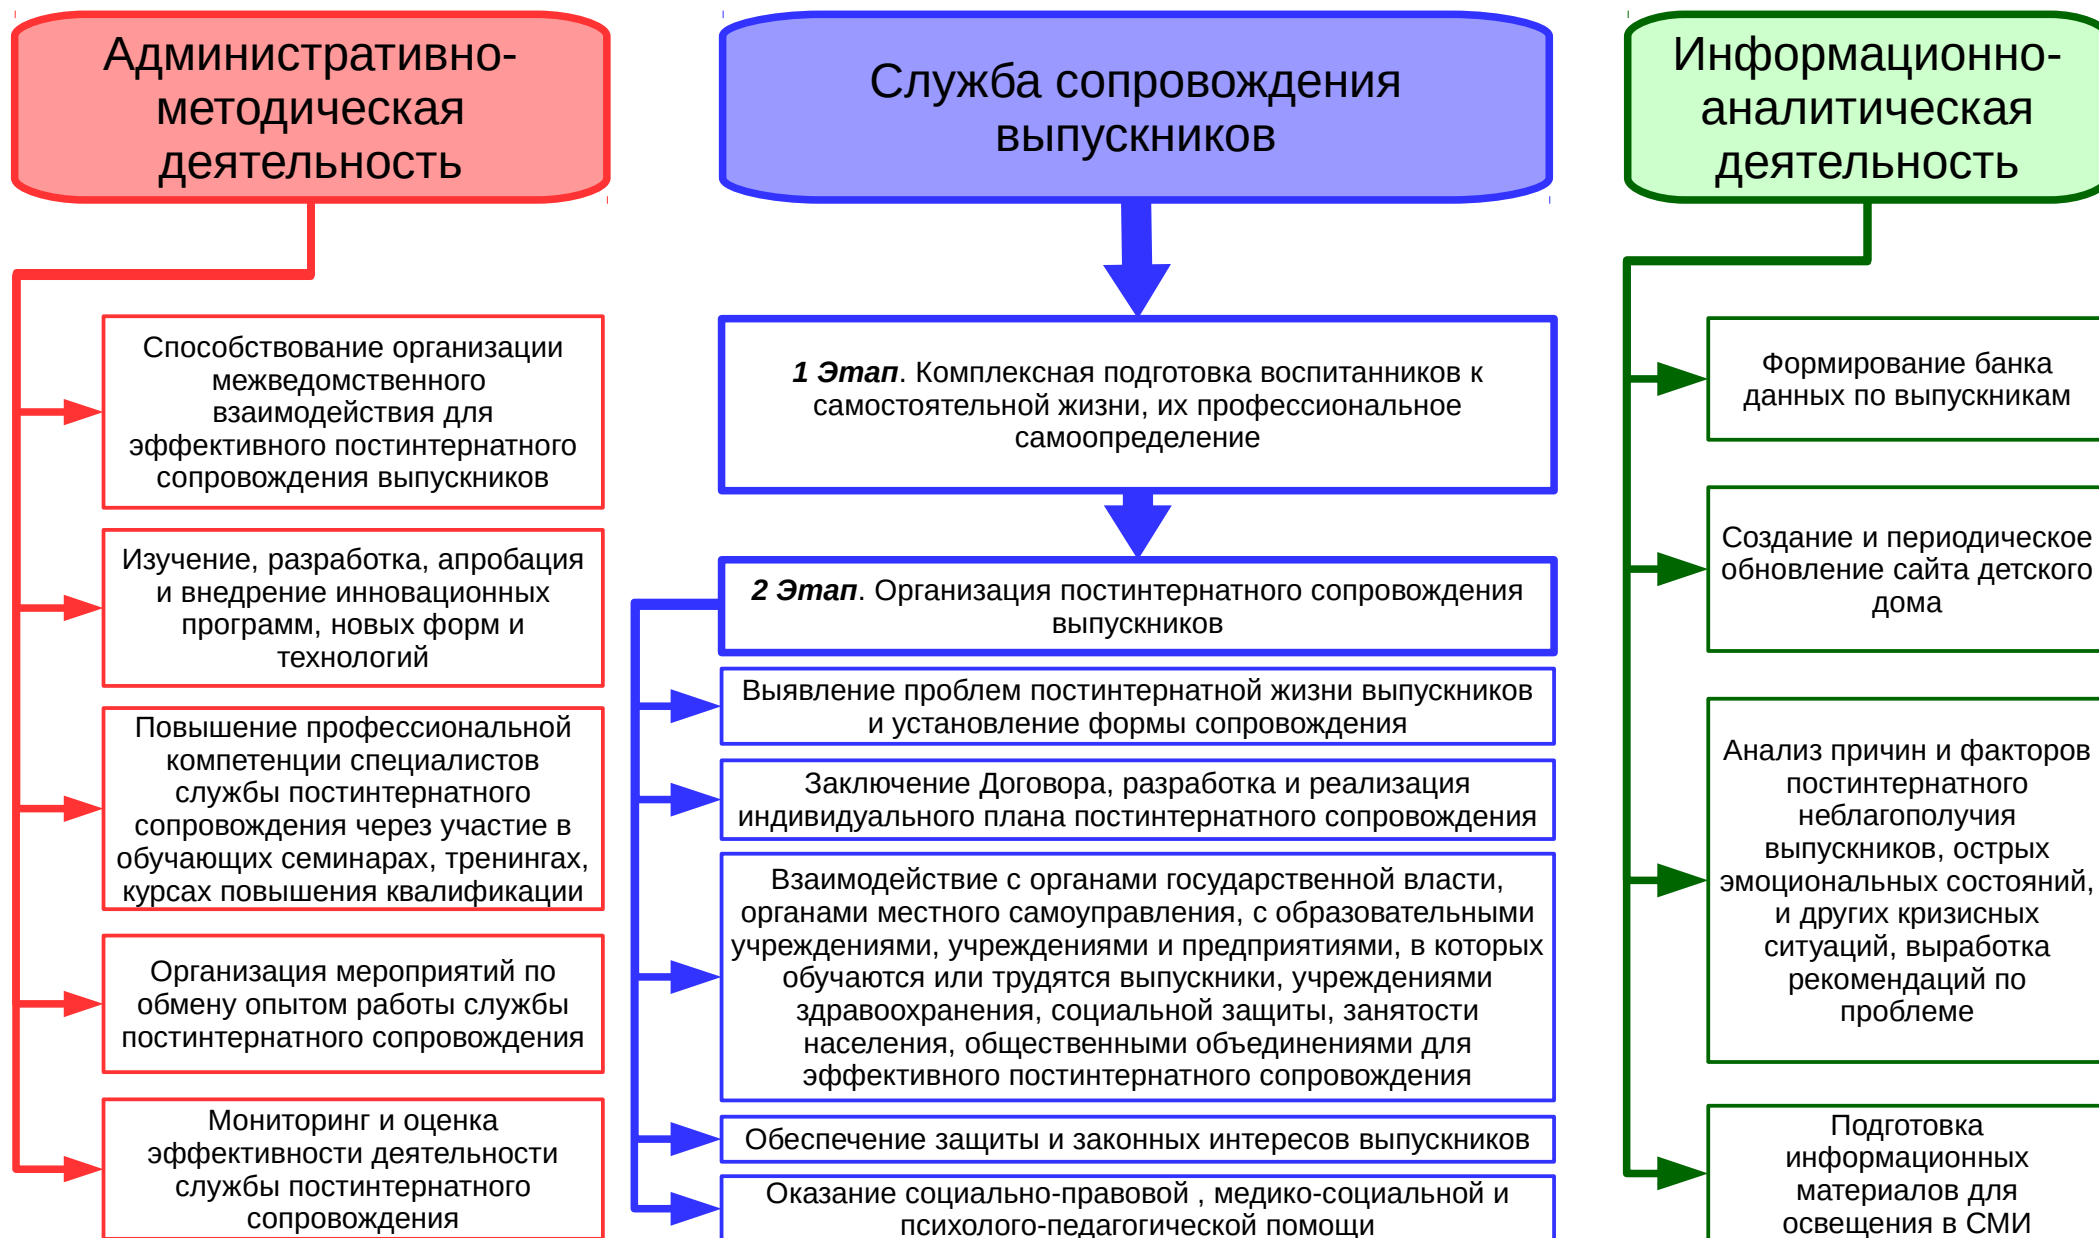 Административно-
методическая
деятельность
Способствование организации
межведомственного
взаимодействия для
эффективного постинтернатного
сопровождения выпускников
Изучение, разработка, апробация
и внедрение инновационных
программ, новых форм и
технологий
Повышение профессиональной
компетенции специалистов
службы постинтернатного
сопровождения через участие в
обучающих семинарах, тренингах,
курсах повышения квалификации
Организация мероприятий по
обмену опытом работы службы
постинтернатного сопровождения
Мониторинг и оценка
эффективности деятельности
службы постинтернатного
сопровождения
Служба сопровождения
выпускников
1 Этап. Комплексная подготовка воспитанников к
самостоятельной жизни, их профессиональное
самоопределение
2 Этап. Организация постинтернатного сопровождения
выпускников
Выявление проблем постинтернатной жизни выпускников
и установление формы сопровождения
Заключение Договора, разработка и реализация
индивидуального плана постинтернатного сопровождения
Взаимодействие с органами государственной власти,
органами местного самоуправления, с образовательными
учреждениями, учреждениями и предприятиями, в которых
обучаются или трудятся выпускники, учреждениями
здравоохранения, социальной защиты, занятости
населения, общественными объединениями для
эффективного постинтернатного сопровождения
Обеспечение защиты и законных интересов выпускников
Оказание социально-правовой , медико-социальной и
психолого-педагогической помощи
Информационно-
аналитическая
деятельность
Формирование банка
данных по выпускникам
Создание и периодическое
обновление сайта детского
дома
Анализ причин и факторов
постинтернатного
неблагополучия
выпускников, острых
эмоциональных состояний,
и других кризисных
ситуаций, выработка
рекомендаций по
проблеме
Подготовка
информационных
материалов для
освещения в СМИ